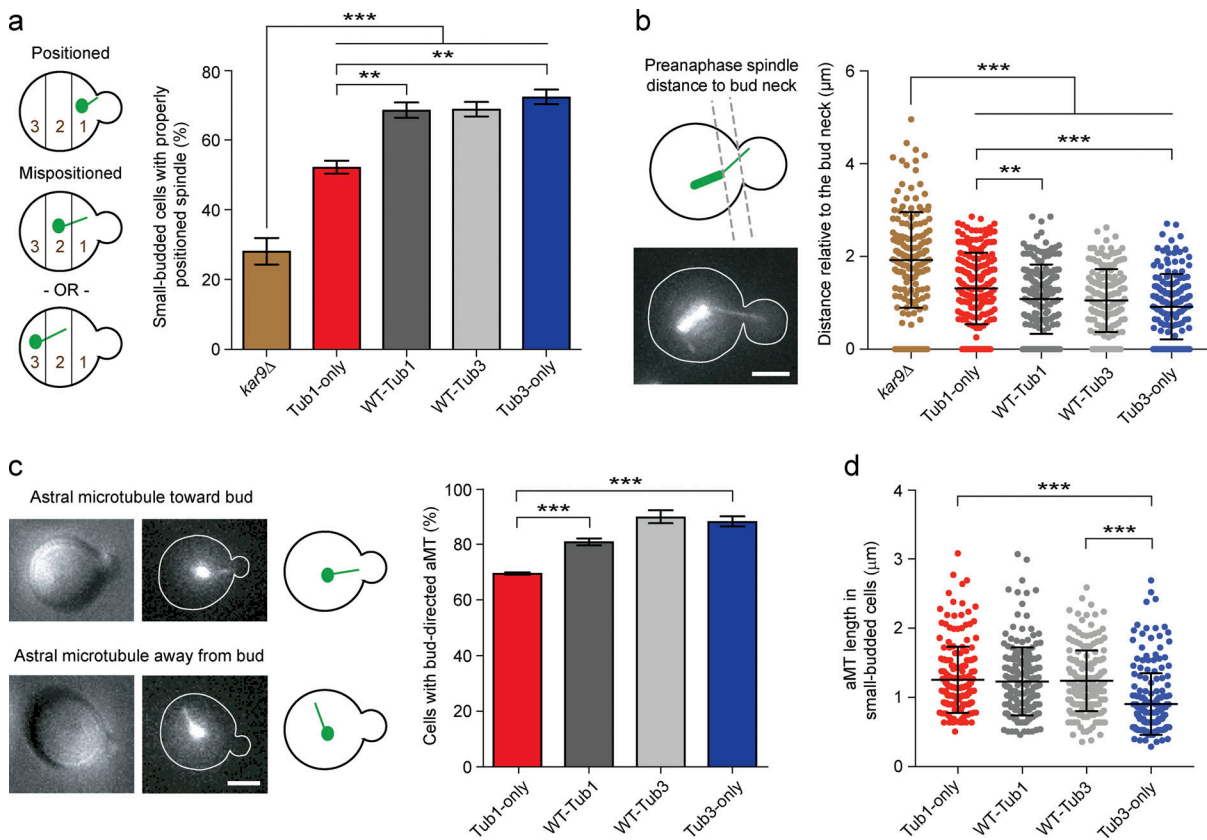 a
Positioned
3 2 1
Mispositioned
3 2 1
- OR -
3 2 1
Small-budded cells with properly
positioned spindle (%)
80
60
40
20
0
***
**
**
kar9Δ
Tub1-only
WT-Tub1
WT-Tub3
Tub3-only
b
Preanaphase spindle
distance to bud neck
Distance relative to the bud neck (μm)
6
4
2
0
***
***
**
kar9Δ
Tub1-only
WT-Tub1
WT-Tub3
Tub3-only
c
Astral microtubule toward bud
Astral microtubule away from bud
Cells with bud-directed aMT (%)
100
80
60
40
20
0
***
***
Tub1-only
WT-Tub1
WT-Tub3
Tub3-only
d
aMT length in
small-budded cells (μm)
4
3
2
1
0
***
***
Tub1-only
WT-Tub1
WT-Tub3
Tub3-only